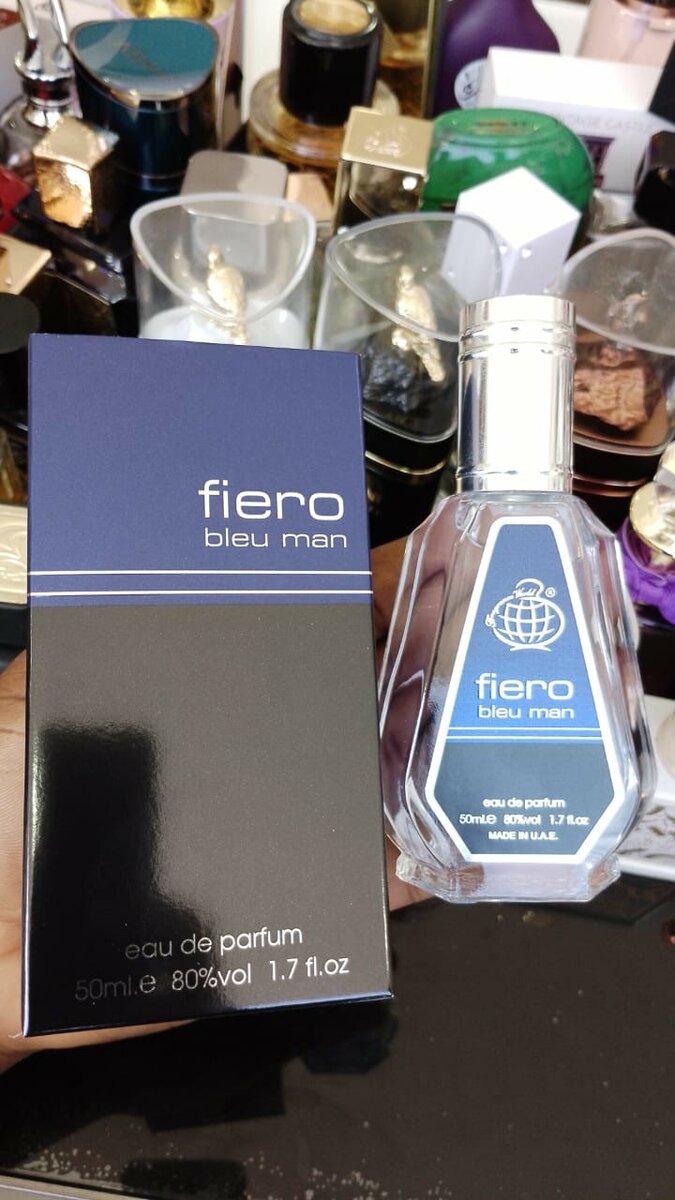 fiero
bleu man
eau de parfum
50ml.e 80%vol 1.7 fl.oz
World
fiero
bleu man
eau de parfum
50ml.e 80%vol 1.7 fl.oz
MADE IN U.A.E.